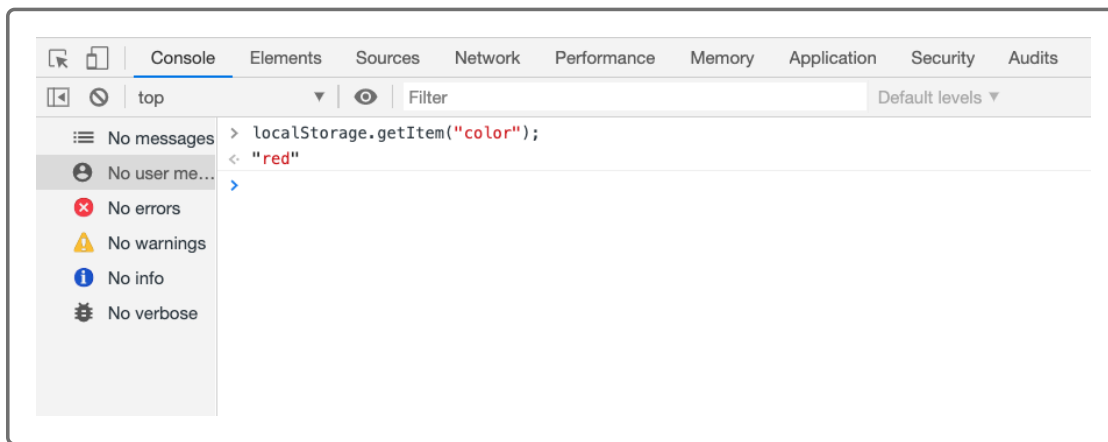 Console Elements Sources Network Performance Memory Application Security Audits
top Filter Default levels
No messages
No user me...
No errors
No warnings
No info
No verbose
> localStorage.getItem("color");
"red"
>